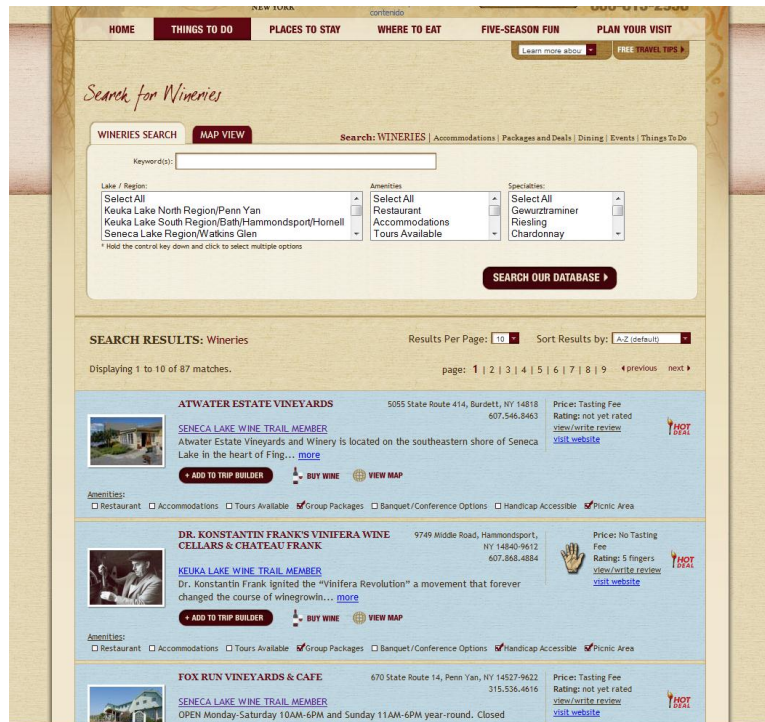 NEW YORK
contenido
HOME THINGS TO DO PLACES TO STAY WHERE TO EAT FIVE-SEASON FUN PLAN YOUR VISIT
Learn more abou FREE TRAVEL TIPS
Search for Wineries
WINERIES SEARCH MAP VIEW Search: WINERIES | Accommodations | Packages and Deals | Dining | Events | Things To Do
Keyword(s):
Lake / Region: Amenities Specialties:
Select All Select All Select All
Keuka Lake North Region/Penn Yan Restaurant Gewurztraminer
Keuka Lake South Region/Bath/Hammondsport/Hornell Accommodations Riesling
Seneca Lake Region/Watkins Glen Tours Available Chardonnay
* Hold the control key down and click to select multiple options
SEARCH OUR DATABASE
SEARCH RESULTS: Wineries Results Per Page: 10 Sort Results by: A-Z (default)
Displaying 1 to 10 of 87 matches. page: 1 | 2 | 3 | 4 | 5 | 6 | 7 | 8 | 9 previous next
ATWATER ESTATE VINEYARDS 5055 State Route 414, Burdett, NY 14818 Price: Tasting Fee
607.546.8463 Rating: not yet rated
SENECA LAKE WINE TRAIL MEMBER view/write review HOT
Atwater Estate Vineyards and Winery is located on the southeastern shore of Seneca visit website DEAL
Lake in the heart of Fing... more
+ ADD TO TRIP BUILDER BUY WINE VIEW MAP
Amenities:
Restaurant Accommodations Tours Available Group Packages Banquet/Conference Options Handicap Accessible Picnic Area
DR. KONSTANTIN FRANK'S VINIFERA WINE 9749 Middle Road, Hammondsport, Price: No Tasting
CELLARS & CHATEAU FRANK NY 14840-9612 Fee
607.868.4884 Rating: 5 fingers HOT
KEUKA LAKE WINE TRAIL MEMBER view/write review DEAL
Dr. Konstantin Frank ignited the “Vinifera Revolution” a movement that forever visit website
changed the course of winegrowin... more
+ ADD TO TRIP BUILDER BUY WINE VIEW MAP
Amenities:
Restaurant Accommodations Tours Available Group Packages Banquet/Conference Options Handicap Accessible Picnic Area
FOX RUN VINEYARDS & CAFE 670 State Route 14, Penn Yan, NY 14527-9622 Price: Tasting Fee
315.536.4616 Rating: not yet rated
SENECA LAKE WINE TRAIL MEMBER view/write review HOT
OPEN Monday-Saturday 10AM-6PM and Sunday 11AM-6PM year-round. Closed visit website DEAL